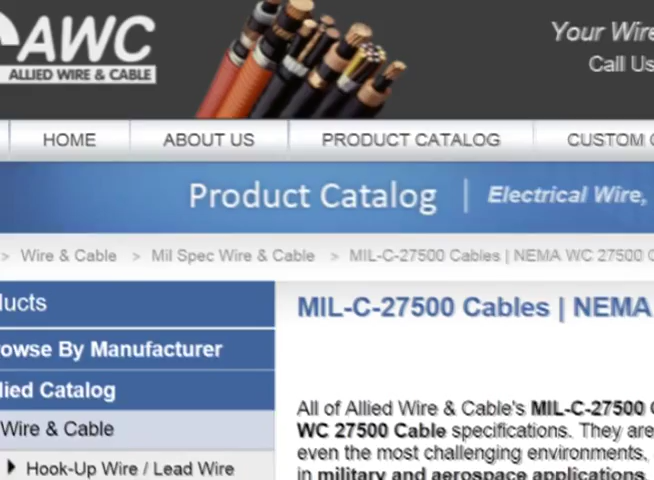 AWC
ALLIED WIRE & CABLE
Your Wire
Call Us
HOME
ABOUT US
PRODUCT CATALOG
CUSTOM
Product Catalog | Electrical Wire,
> Wire & Cable > Mil Spec Wire & Cable > MIL-C-27500 Cables | NEMA WC 27500
ucts
MIL-C-27500 Cables | NEMA
owse By Manufacturer
lied Catalog
Wire & Cable
Hook-Up Wire / Lead Wire
All of Allied Wire & Cable's MIL-C-27500
WC 27500 Cable specifications. They are
even the most challenging environments,
in military and aerospace applications